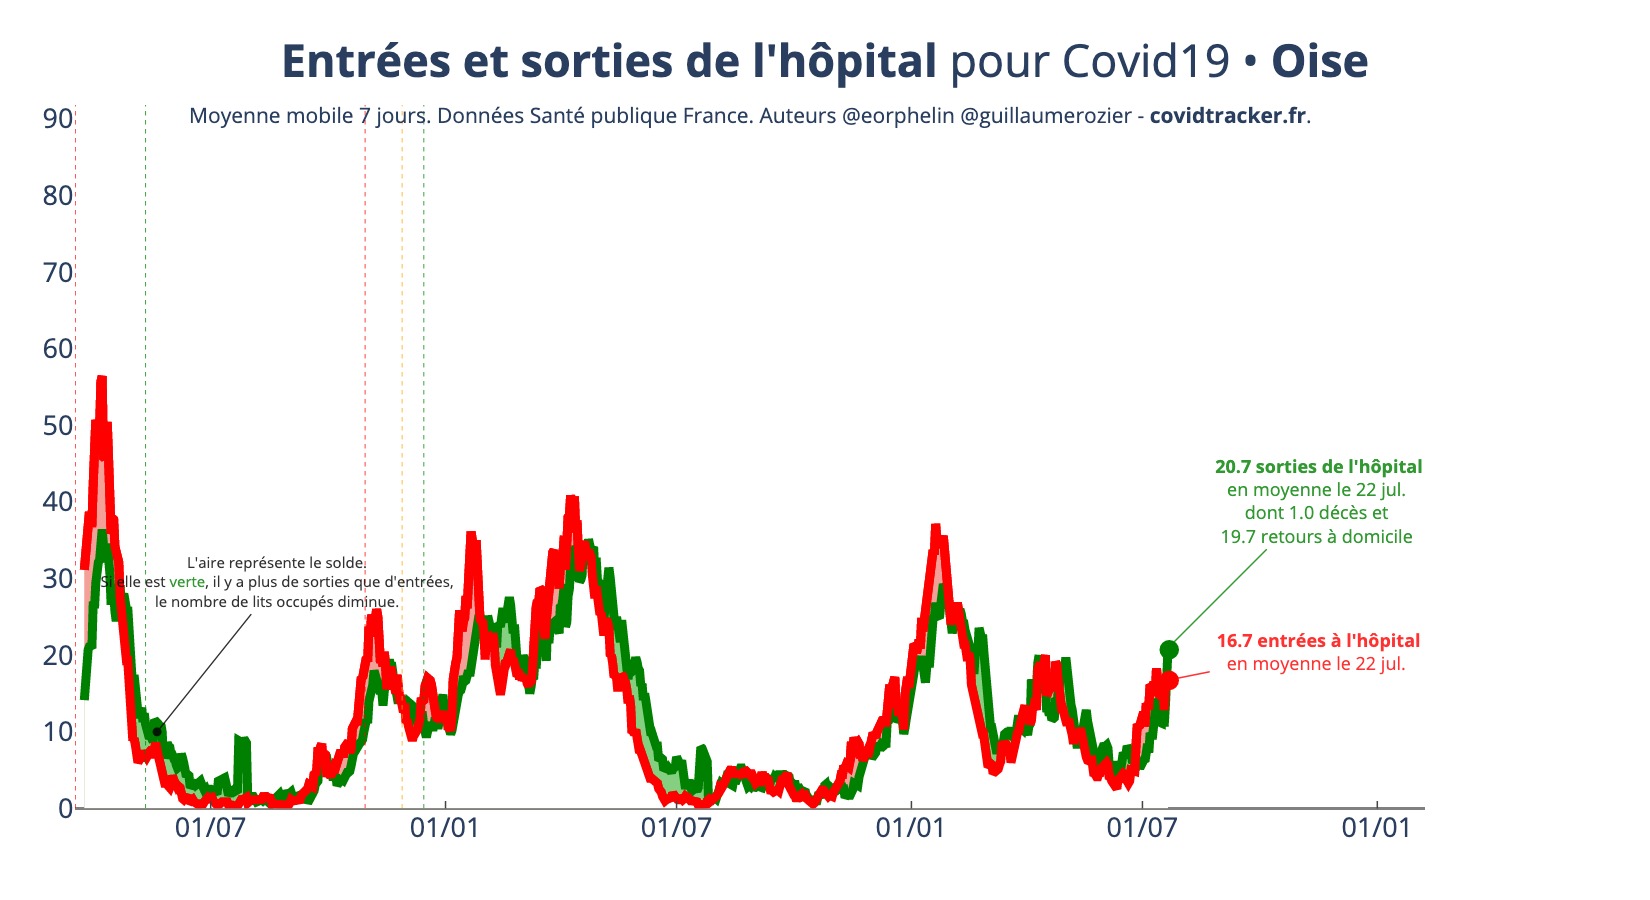 Entrées et sorties de l'hôpital pour Covid19 • Oise
Moyenne mobile 7 jours. Données Santé publique France. Auteurs @eorphelin @guillaumerozier - covidtracker.fr.
90
80
70
60
50
40
30
20
10
0
L'aire représente le solde.
Si elle est verte, il y a plus de sorties que d'entrées,
le nombre de lits occupés diminue.
20.7 sorties de l'hôpital
en moyenne le 22 jul.
dont 1.0 décès et
19.7 retours à domicile
16.7 entrées à l'hôpital
en moyenne le 22 jul.
01/07 01/01 01/07 01/01 01/07 01/01